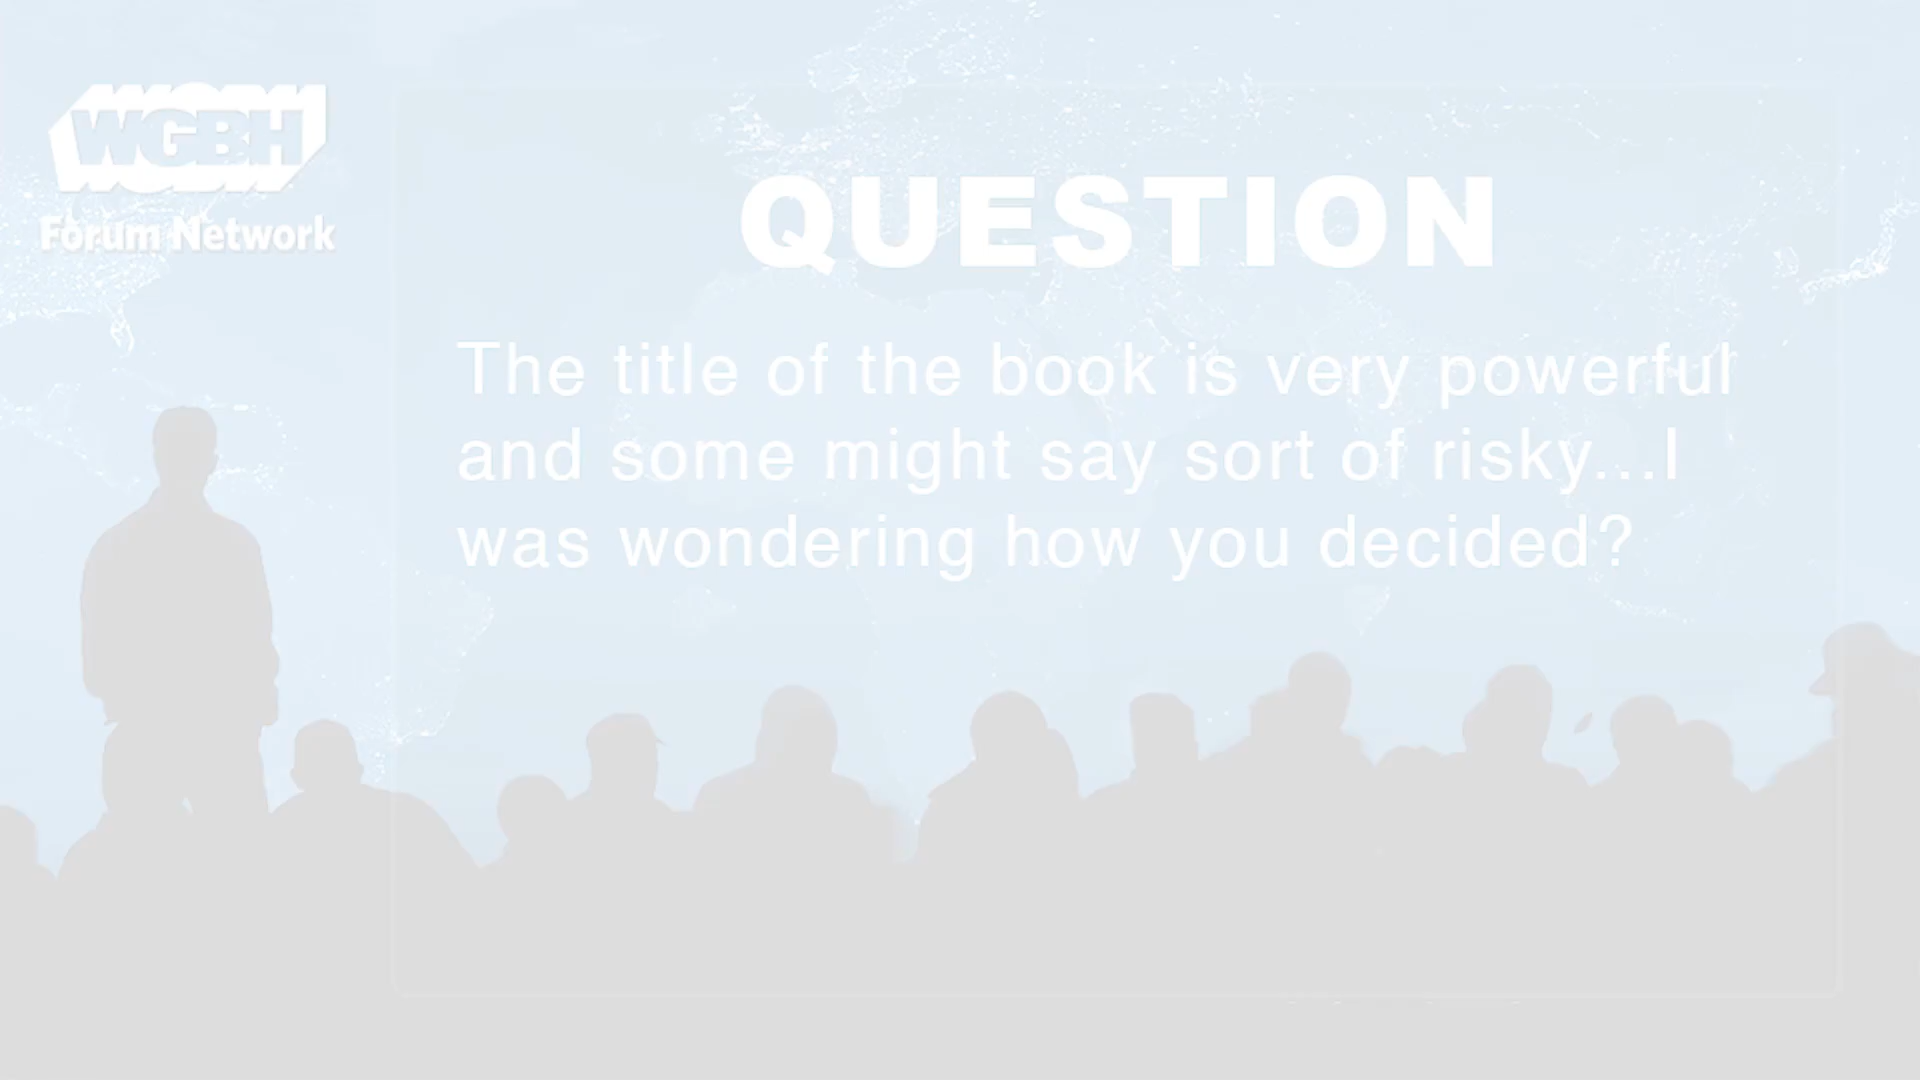 WGBH
Forum Network
QUESTION
The title of the book is very powerful
and some might say sort of risky...I
was wondering how you decided?